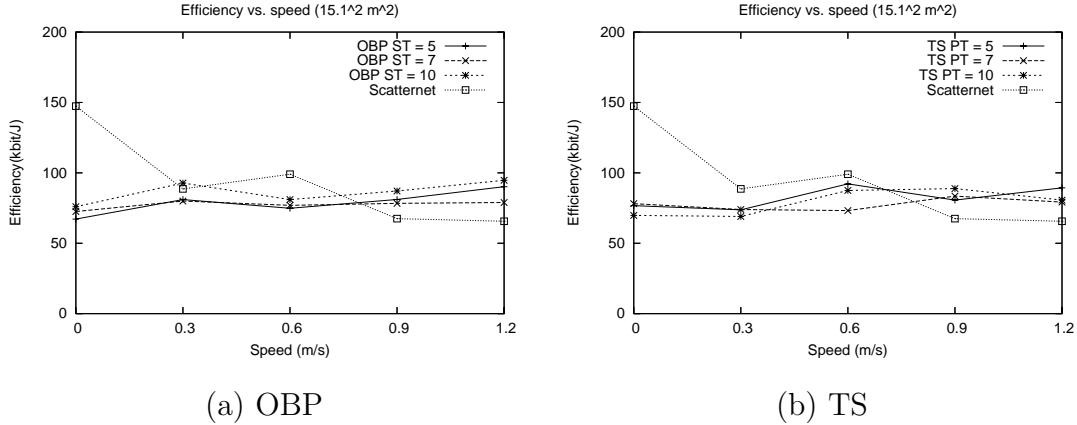 Efficiency vs. speed (15.1^2 m^2)
200
150
100
50
0
Efficiency(kbit/J)
OBP ST = 5
OBP ST = 7
OBP ST = 10
Scatternet
0 0.3 0.6 0.9 1.2
Speed (m/s)
(a) OBP
Efficiency vs. speed (15.1^2 m^2)
200
150
100
50
0
Efficiency(kbit/J)
TS PT = 5
TS PT = 7
TS PT = 10
Scatternet
0 0.3 0.6 0.9 1.2
Speed (m/s)
(b) TS